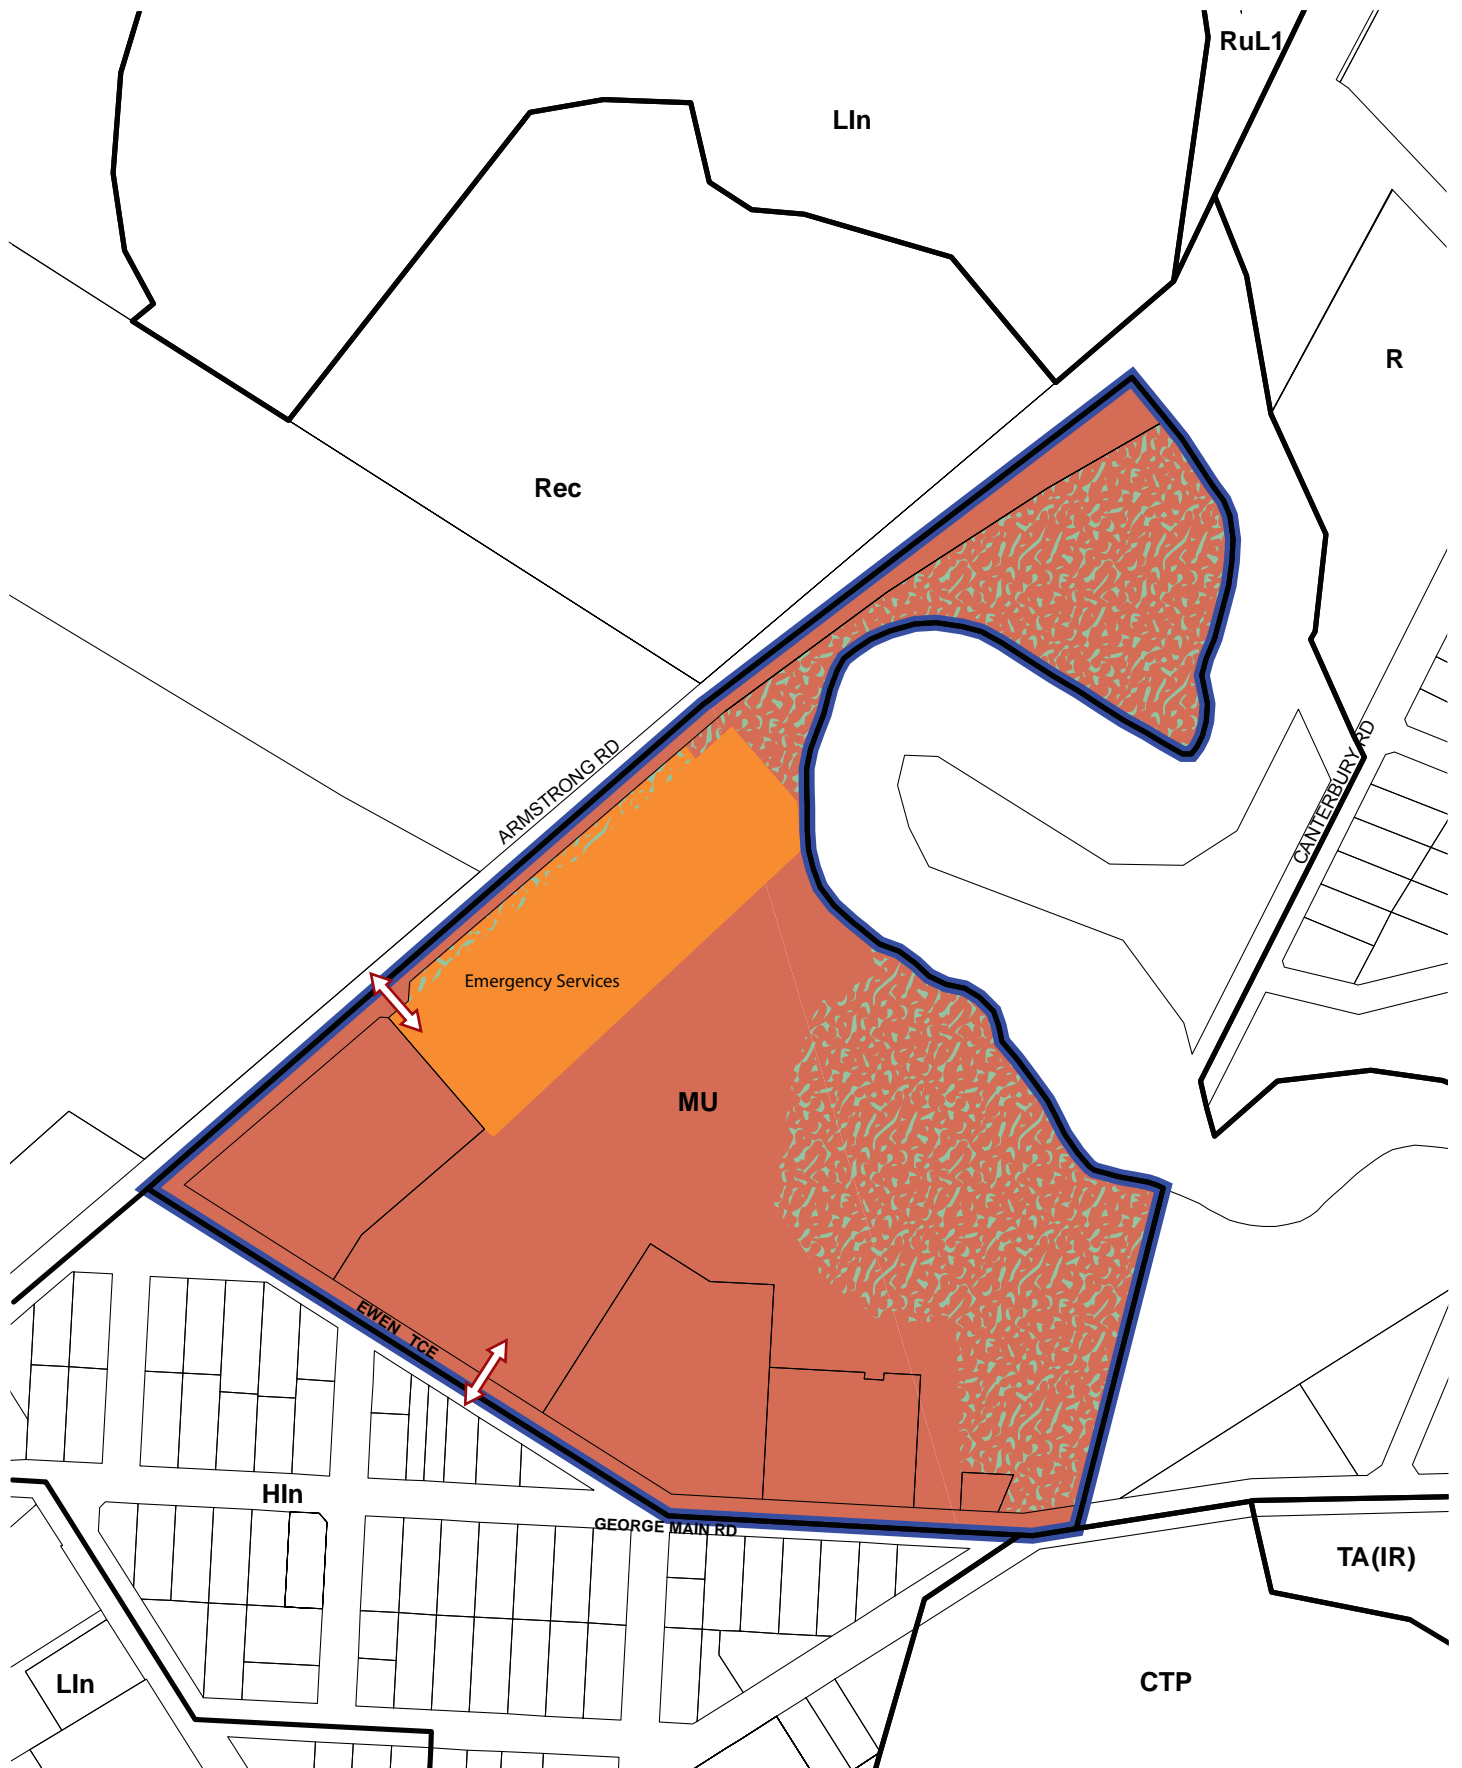 RuL1
LIn
R
Rec
ARMSTRONG RD
CANTERBURY RD
Emergency Services
MU
EWEN TCE
HIn
GEORGE MAIN RD
TA(IR)
LIn
CTP